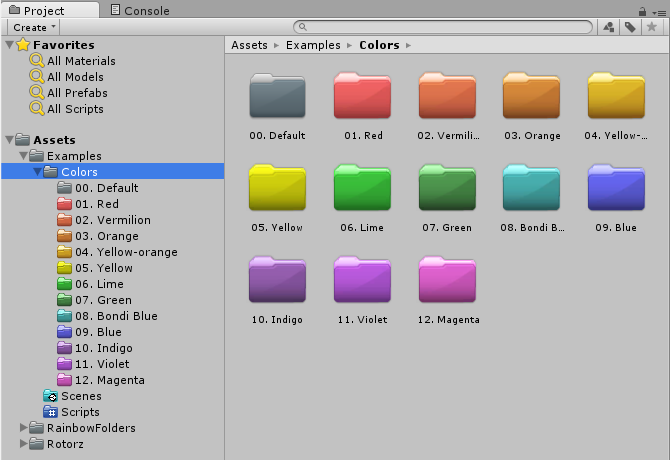 Project
Console
Create
Favorites
All Materials
All Models
All Prefabs
All Scripts
Assets
Examples
Colors
00. Default
01. Red
02. Vermilion
03. Orange
04. Yellow-orange
05. Yellow
06. Lime
07. Green
08. Bondi Blue
09. Blue
10. Indigo
11. Violet
12. Magenta
Scenes
Scripts
RainbowFolders
Rotorz
Assets Examples Colors
00. Default
01. Red
02. Vermili...
03. Orange
04. Yellow-...
05. Yellow
06. Lime
07. Green
08. Bondi B...
09. Blue
10. Indigo
11. Violet
12. Magenta